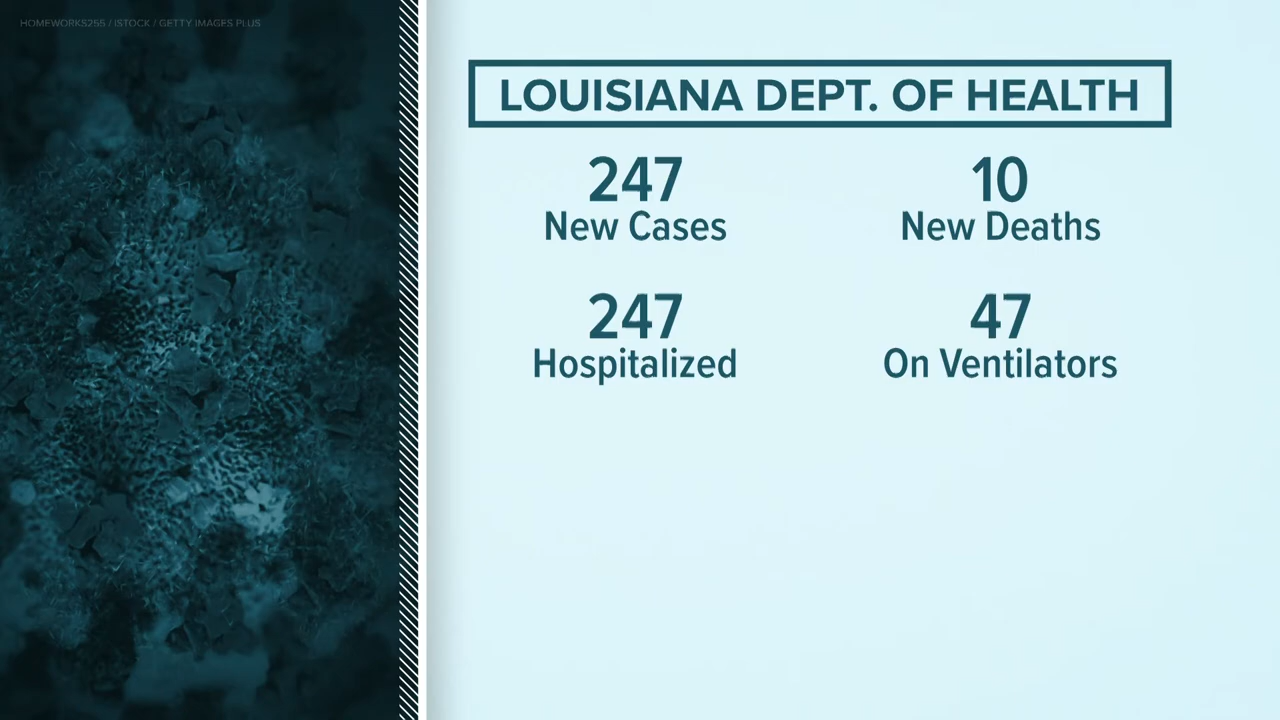 HOMEWORKS255 / ISTOCK / GETTY IMAGES PLUS
LOUISIANA DEPT. OF HEALTH
247
New Cases
10
New Deaths
247
Hospitalized
47
On Ventilators